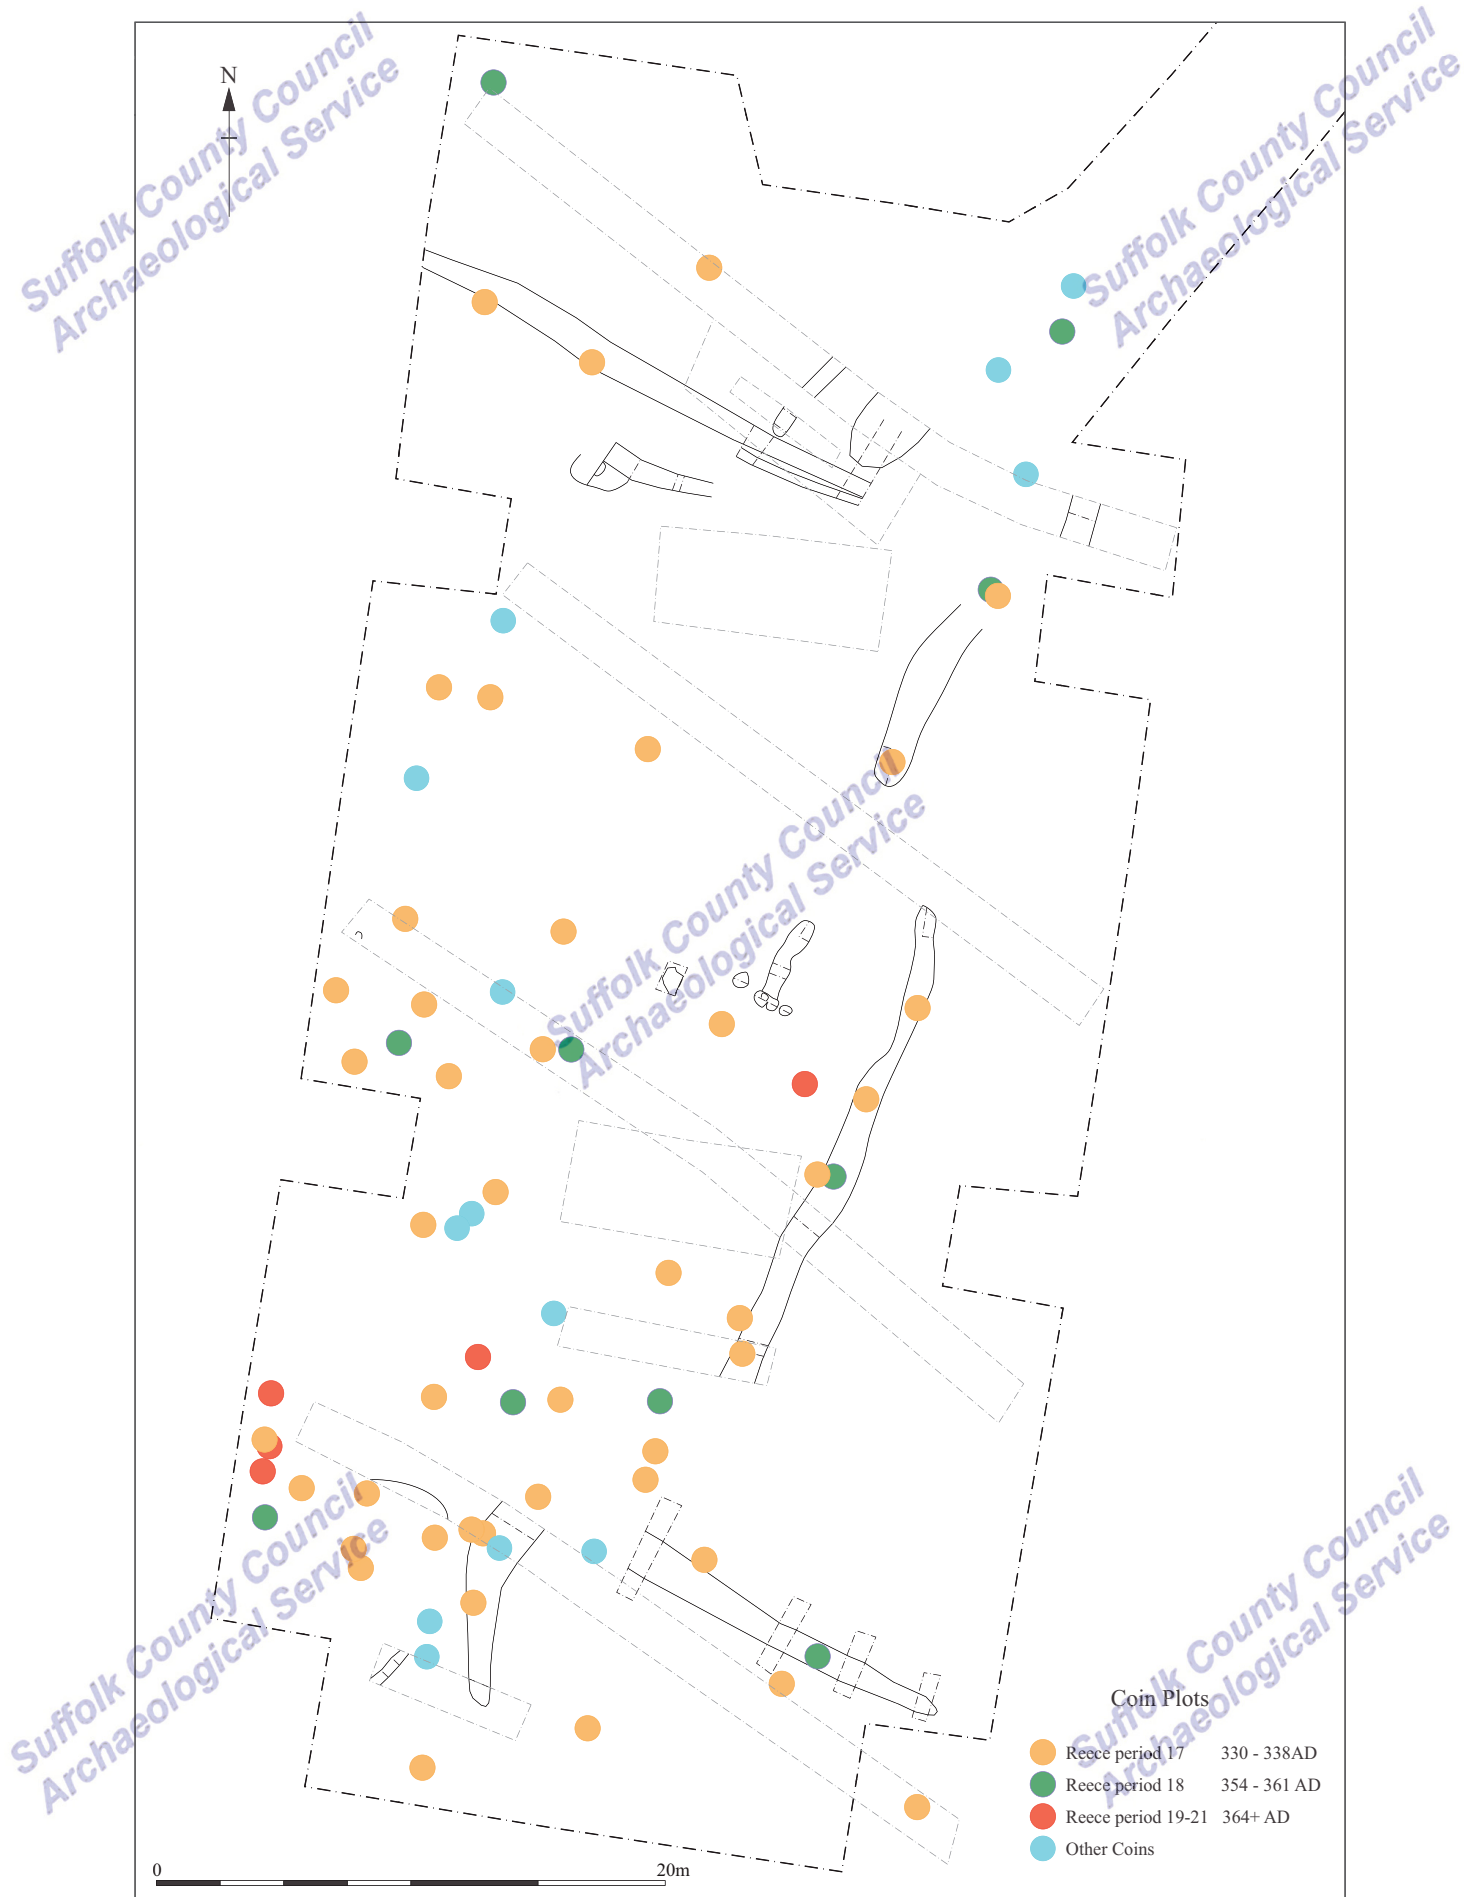 Suffolk County Council
Archaeological Service
N
Suffolk County Council
Archaeological Service
Suffolk County Council
Archaeological Service
Suffolk County Council
Archaeological Service
Suffolk County Council
Archaeological Service
Coin Plots
Reece period 17 330 - 338AD
Reece period 18 354 - 361 AD
Reece period 19-21 364+ AD
Other Coins
0 20m